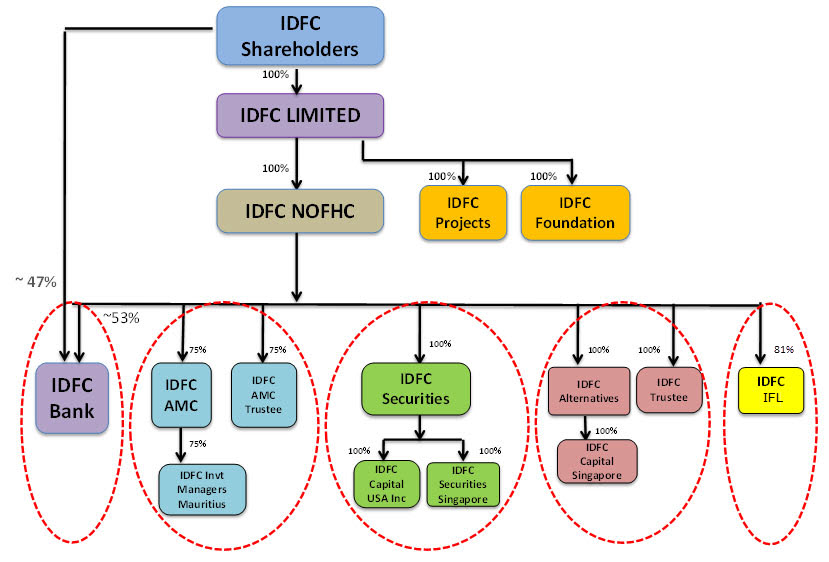 IDFC
Shareholders
100%
IDFC LIMITED
100%
100%
100%
IDFC NOFHC
IDFC
Projects
IDFC
Foundation
~ 47%
~53%
75%
75%
100%
100%
100%
81%
IDFC
Bank
IDFC
AMC
IDFC
AMC
Trustee
IDFC
Securities
IDFC
Alternatives
IDFC
Trustee
IDFC
IFL
75%
100%
100%
100%
IDFC Invt
Managers
Mauritius
IDFC
Capital
USA Inc
IDFC
Securities
Singapore
IDFC
Capital
Singapore